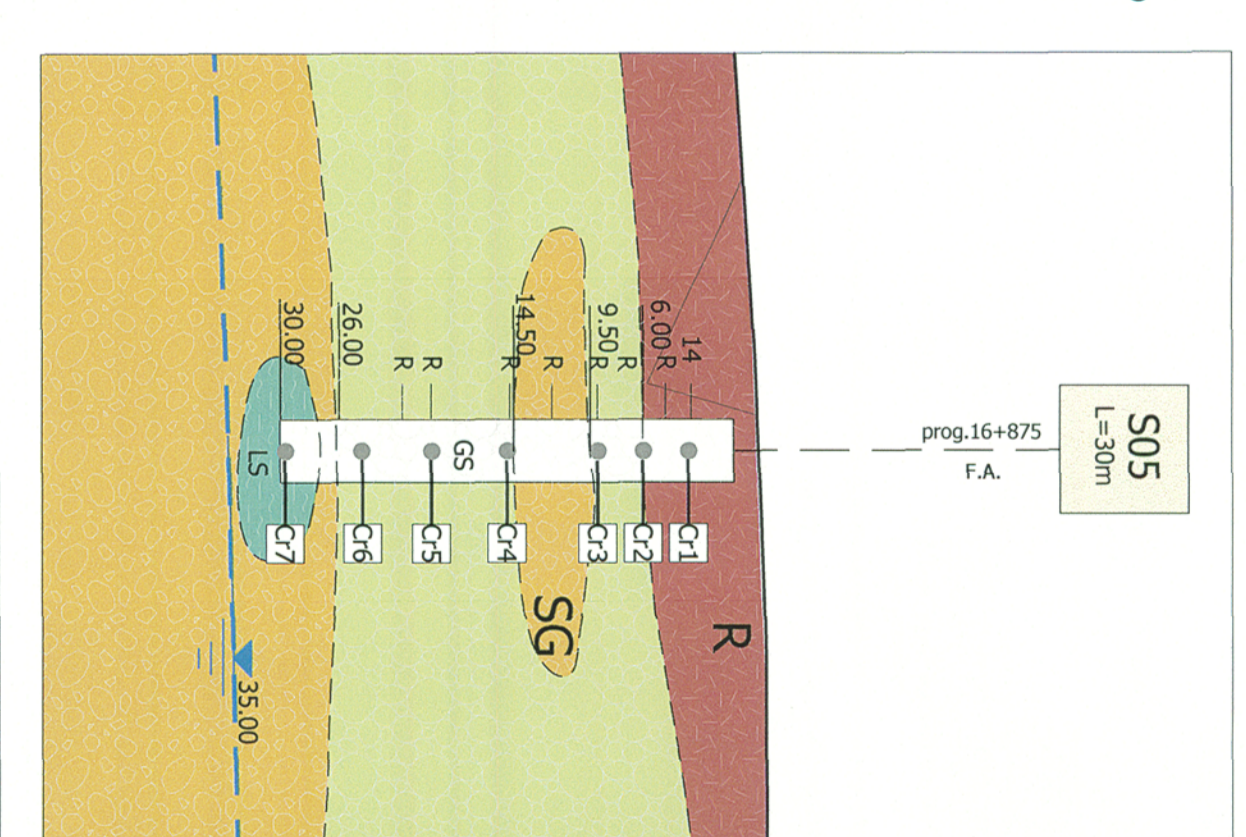 S05
L=30m
prog.16+875
F.A.
R
14
R
6.00
R
9.50
R
R
14.50
R
R
R
26.00
30.00
GS
LS
SG
Cr1
Cr2
Cr3
Cr4
Cr5
Cr6
Cr7
35.00